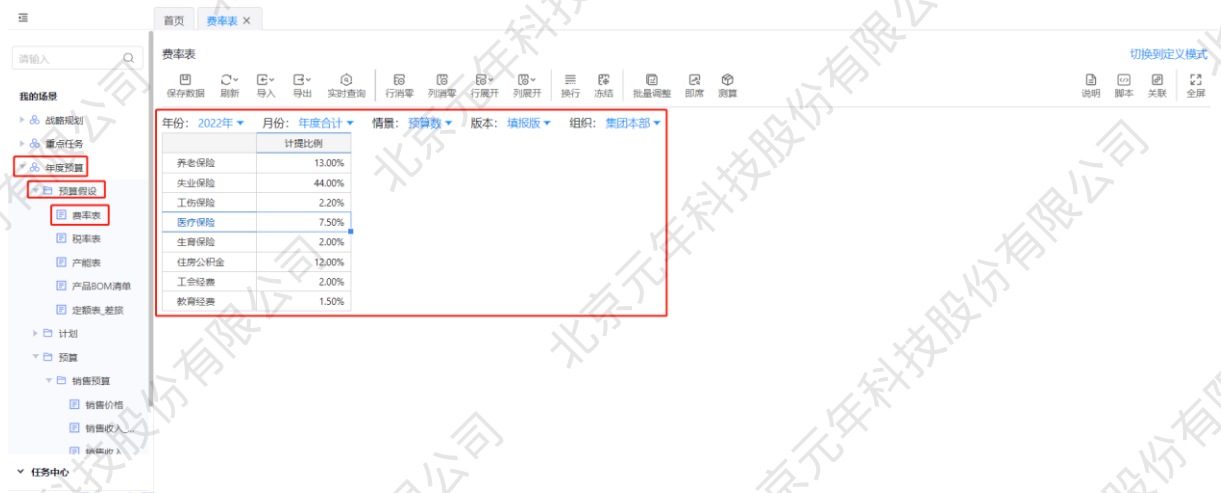 首页 费率表 ×
请输入
费率表
切换到定义模式
保存数据 刷新 导入 导出 实时查询 行消零 列消零 行展开 列展开 换行 冻结 批量调整 即席 测算 说明 脚本 关联 全屏
我的场景
战略规划
重点任务
年度预算
预算假设
费率表
税率表
产能表
产品BOM清单
定额表_差旅
计划
预算
销售预算
销售价格
销售收入_...
销售收入
任务中心
年份: 2022年 月份: 年度合计 情景: 预算数 版本: 填报版 组织: 集团本部
计提比例
养老保险 13.00%
失业保险 44.00%
工伤保险 2.20%
医疗保险 7.50%
生育保险 2.00%
住房公积金 12.00%
工会经费 2.00%
教育经费 1.50%
北京元年科技股份有限公司